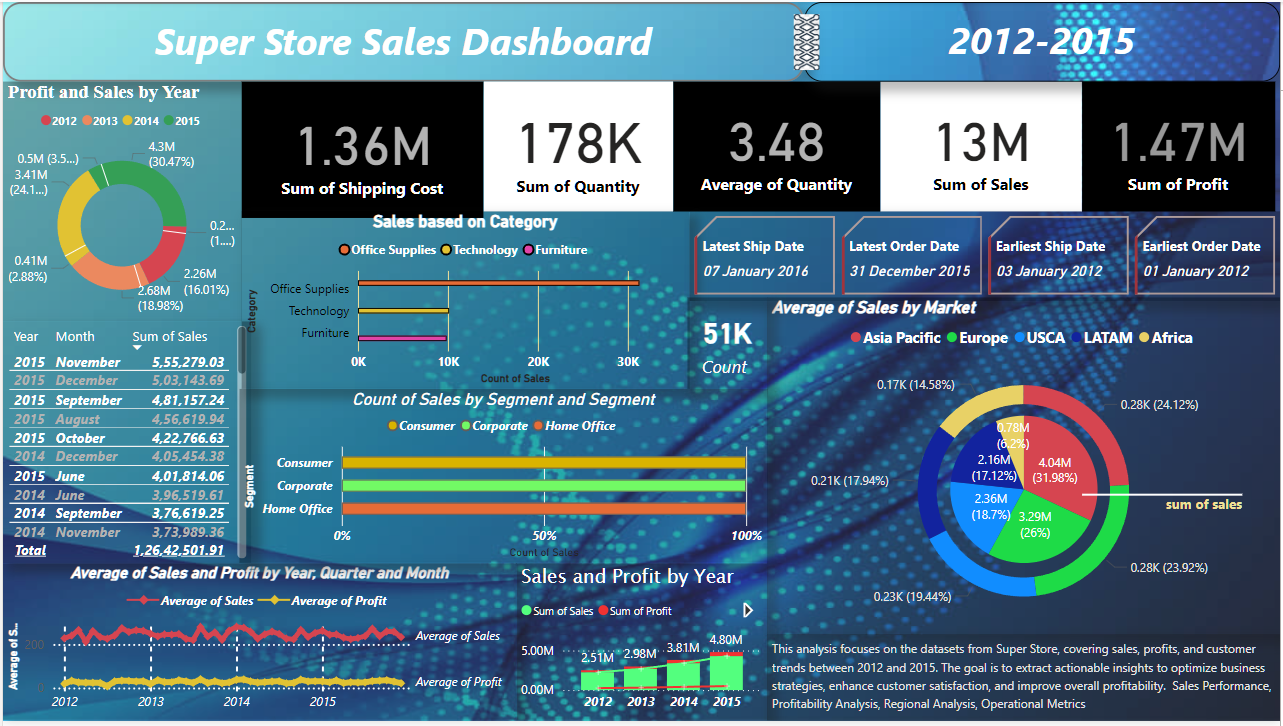 Super Store Sales Dashboard
2012-2015
Profit and Sales by Year
2012 2013 2014 2015
0.5M (3.5...)
4.3M
(30.47%)
3.41M
(24.1...)
0.2...
(1....)
0.41M
(2.88%)
2.26M
(16.01%)
2.68M
(18.98%)
1.36M
Sum of Shipping Cost
178K
Sum of Quantity
3.48
Average of Quantity
13M
Sum of Sales
1.47M
Sum of Profit
Sales based on Category
Office Supplies Technology Furniture
Category
Office Supplies
Technology
Furniture
0K 10K 20K 30K
Count of Sales
Latest Ship Date
07 January 2016
Latest Order Date
31 December 2015
Earliest Ship Date
03 January 2012
Earliest Order Date
01 January 2012
51K
Count
Year Month Sum of Sales
2015 November 5,55,279.03
2015 December 5,03,143.69
2015 September 4,81,157.24
2015 August 4,56,619.94
2015 October 4,22,766.63
2014 December 4,05,454.38
2015 June 4,01,814.06
2014 June 3,96,519.61
2014 September 3,76,619.25
2014 November 3,73,989.36
Total 1,26,42,501.91
Count of Sales by Segment and Segment
Consumer Corporate Home Office
Segment
Consumer
Corporate
Home Office
0% 50% 100%
Count of Sales
Average of Sales by Market
Asia Pacific Europe USCA LATAM Africa
0.17K (14.58%)
0.28K (24.12%)
0.78M
(6.2%)
2.16M
(17.12%)
4.04M
(31.98%)
0.21K (17.94%)
2.36M
(18.7%)
3.29M
(26%)
sum of sales
0.28K (23.92%)
0.23K (19.44%)
Average of Sales and Profit by Year, Quarter and Month
Average of Sales Average of Profit
Average of S...
200
0
Average of Sales
Average of Profit
2012 2013 2014 2015
Sales and Profit by Year
Sum of Sales Sum of Profit
5.00M
0.00M
2.51M 2.98M 3.81M 4.80M
2012 2013 2014 2015
This analysis focuses on the datasets from Super Store, covering sales, profits, and customer
trends between 2012 and 2015. The goal is to extract actionable insights to optimize business
strategies, enhance customer satisfaction, and improve overall profitability. Sales Performance,
Profitability Analysis, Regional Analysis, Operational Metrics